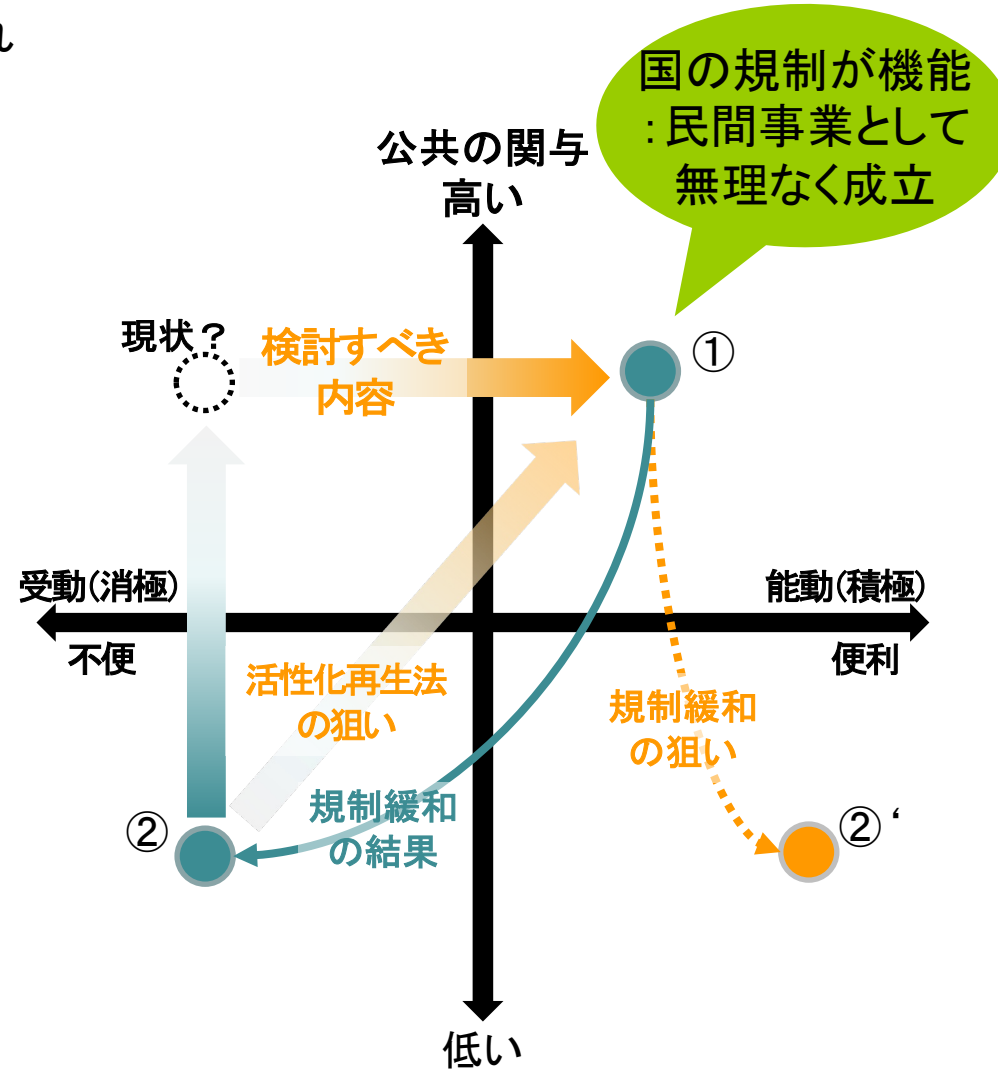 れ
国の規制が機能
:民間事業として
無理なく成立
公共の関与
高い
現状?
検討すべき
内容
①
受動(消極)
能動(積極)
不便
便利
活性化再生法
の狙い
規制緩和
の狙い
規制緩和
の結果
②
②‘
低い